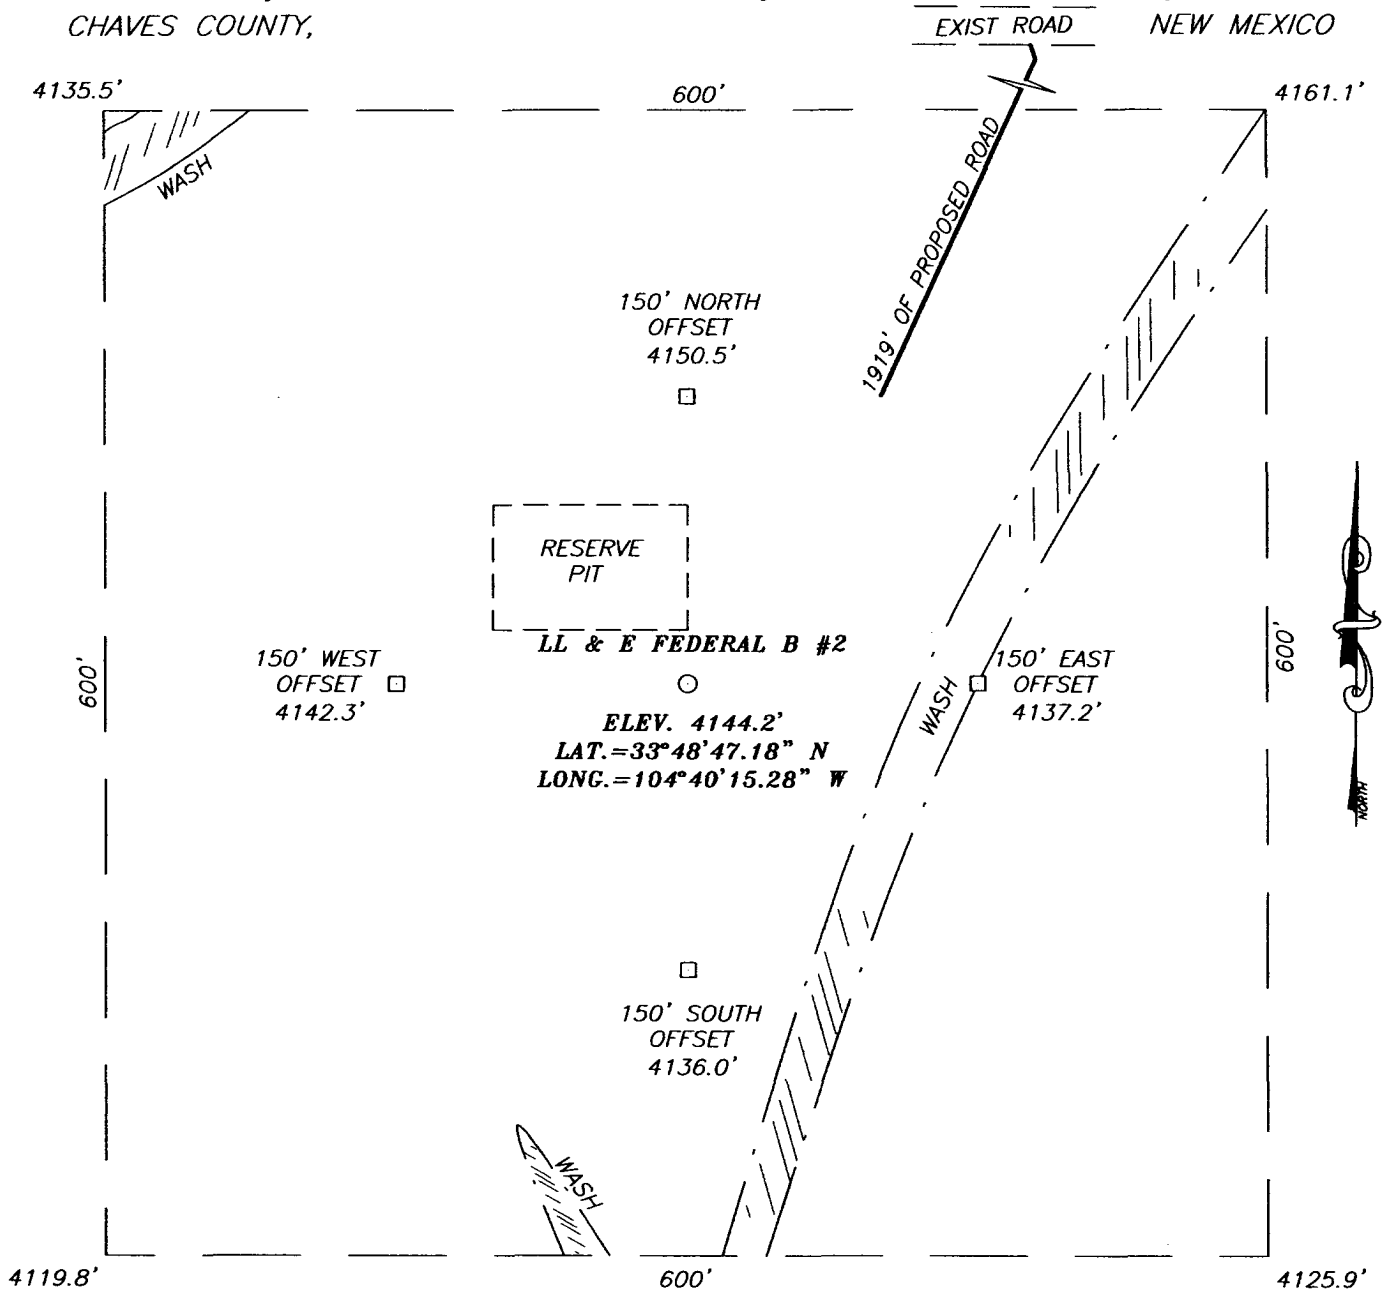 EXIST ROAD
CHAVES COUNTY,
NEW MEXICO
4135.5'
600'
4161.1'
WASH
1919' OF PROPOSED ROAD
150' NORTH
OFFSET
4150.5'
RESERVE
PIT
LL & E FEDERAL B #2
600'
150' WEST
OFFSET
4142.3'
ELEV. 4144.2'
LAT.=33°48'47.18" N
LONG.=104°40'15.28" W
WASH
150' EAST
OFFSET
4137.2'
600'
NORTH
150' SOUTH
OFFSET
4136.0'
WASH
4119.8'
600'
4125.9'